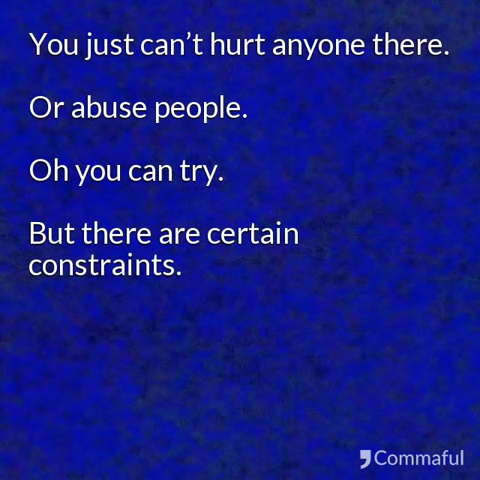 You just can’t hurt anyone there.
Or abuse people.
Oh you can try.
But there are certain
constraints.
Commaful